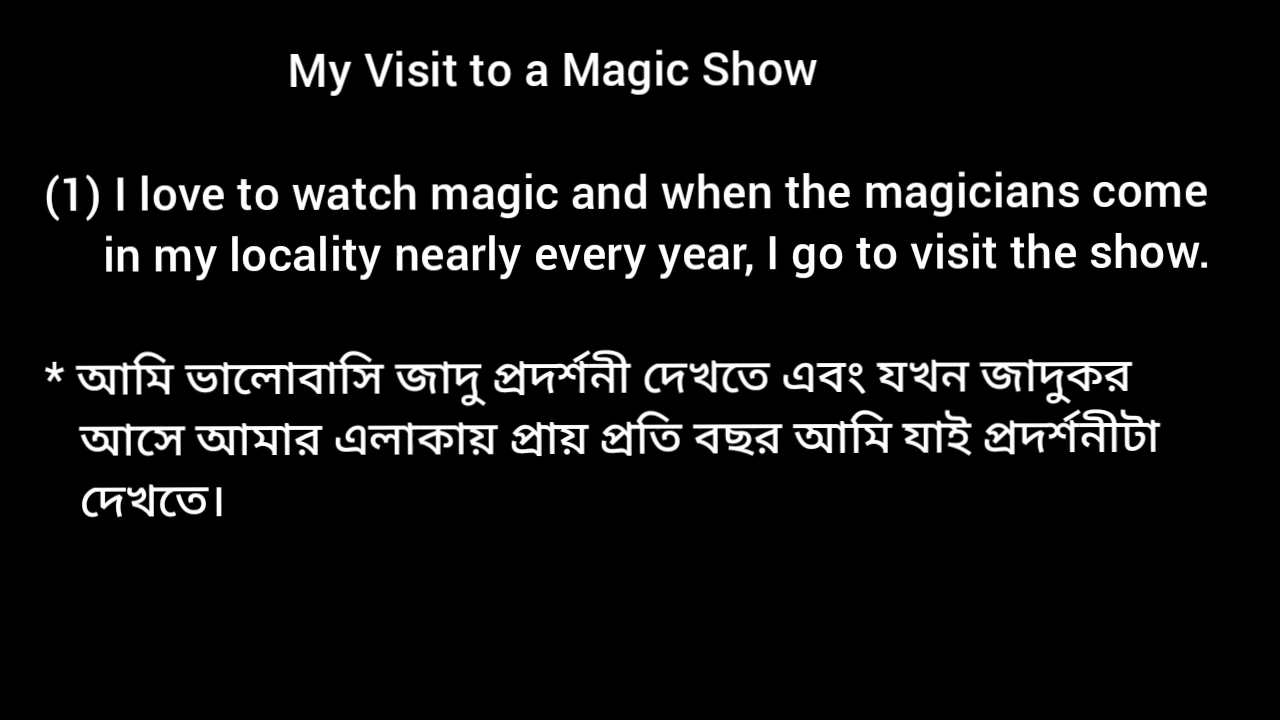 My Visit to a Magic Show
(1) I love to watch magic and when the magicians come
in my locality nearly every year, I go to visit the show.
* আমি ভালোবাসি জাদু প্রদর্শনী দেখতে এবং যখন জাদুকর
আসে আমার এলাকায় প্রায় প্রতি বছর আমি যাই প্রদর্শনীটা
দেখতে।